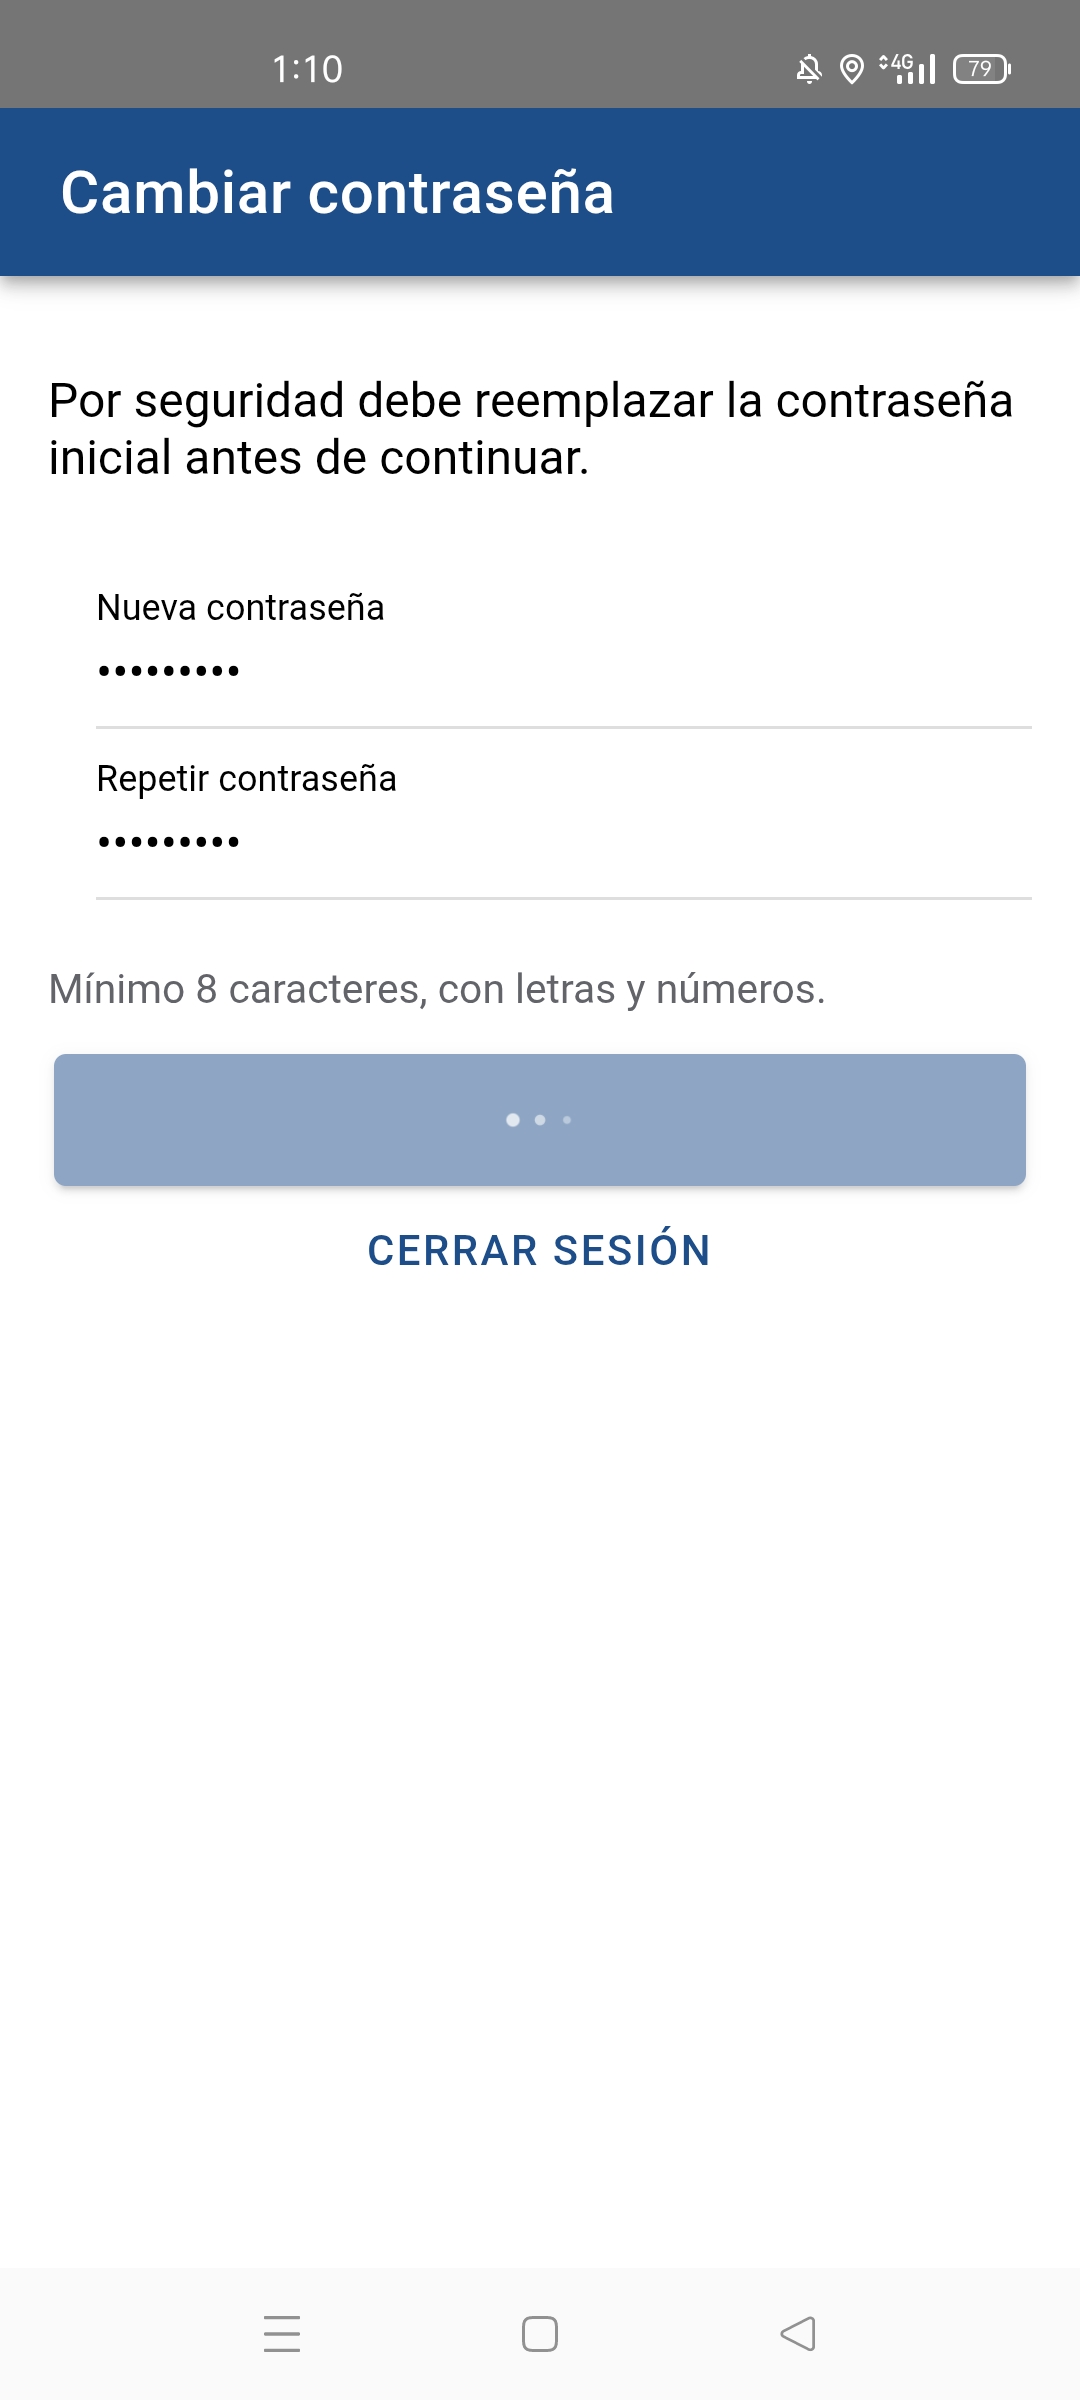 1:10
4G
79
Cambiar contraseña
Por seguridad debe reemplazar la contraseña
inicial antes de continuar.
Nueva contraseña
•••••••••
Repetir contraseña
•••••••••
Mínimo 8 caracteres, con letras y números.
CERRAR SESIÓN